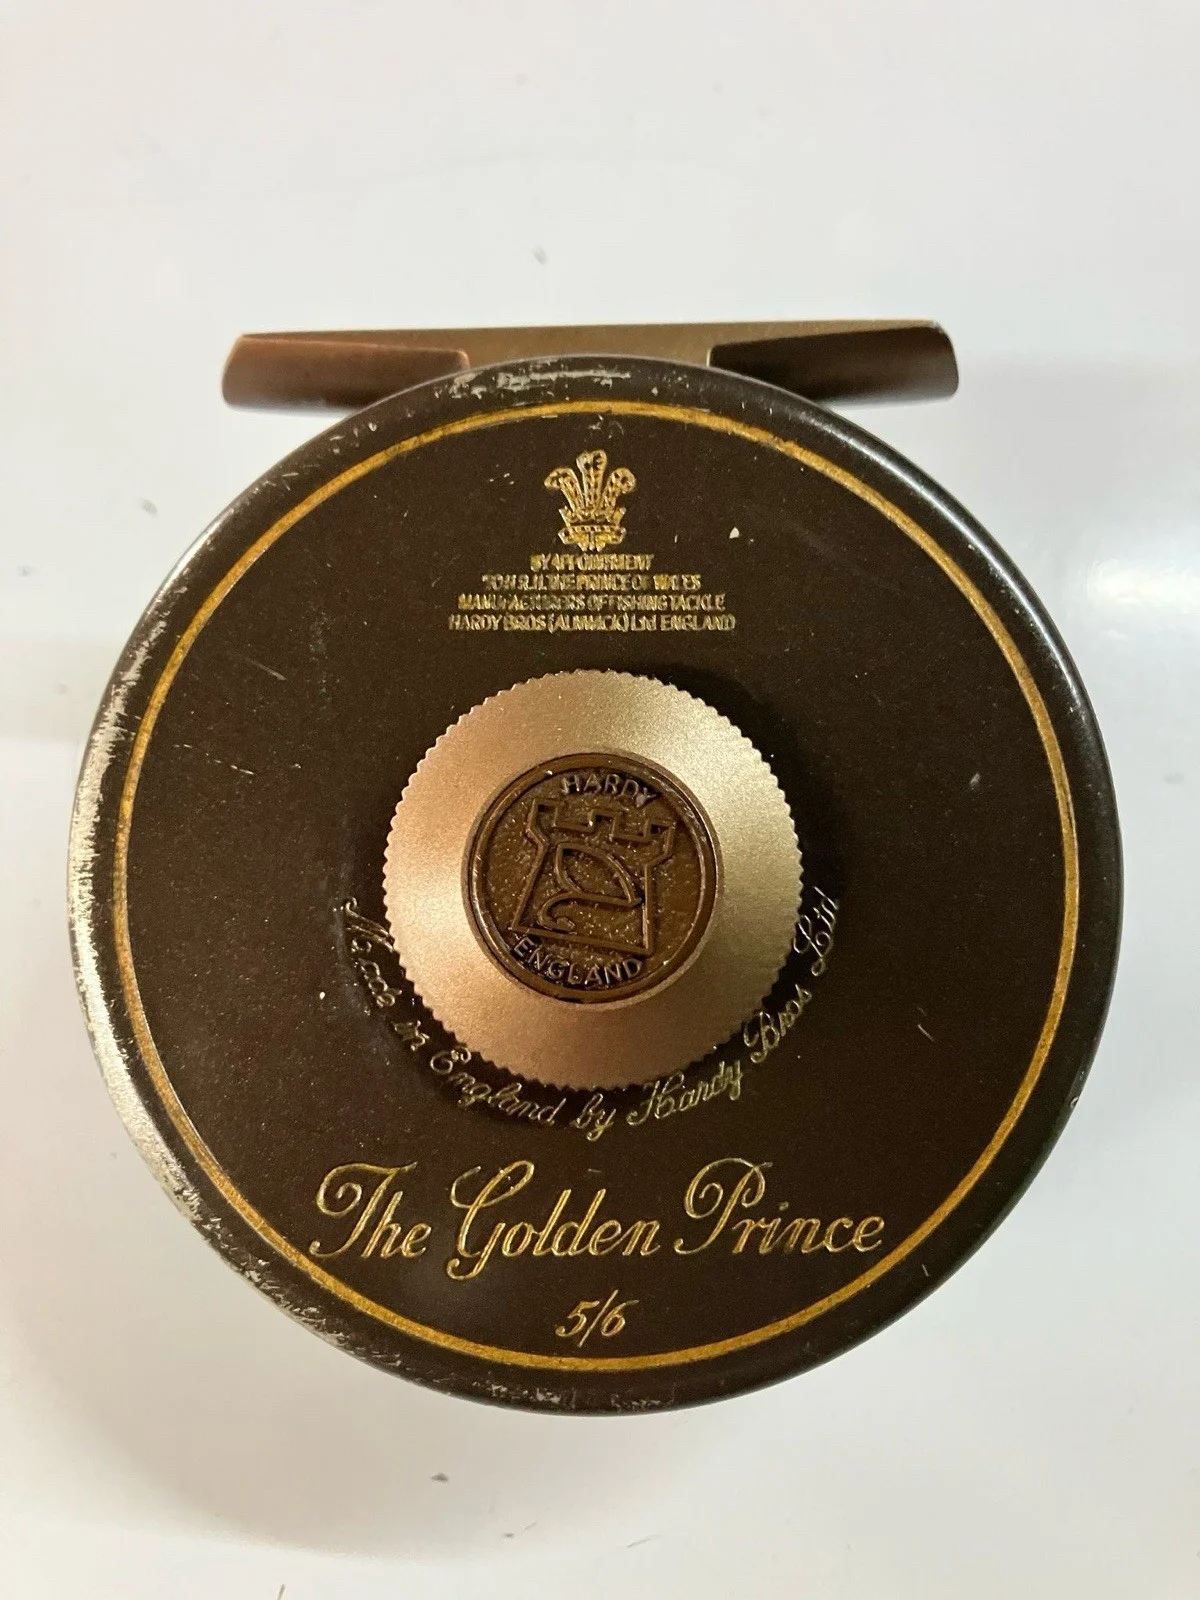 BY APPOINTMENT
TO H.R.H. THE PRINCE OF WALES
MANUFACTURERS OF FISHING TACKLE
HARDY BROS (ALNWICK) Ltd ENGLAND
HARDY
ENGLAND
Made in England by Hardy Bros Ltd
The Golden Prince
5/6